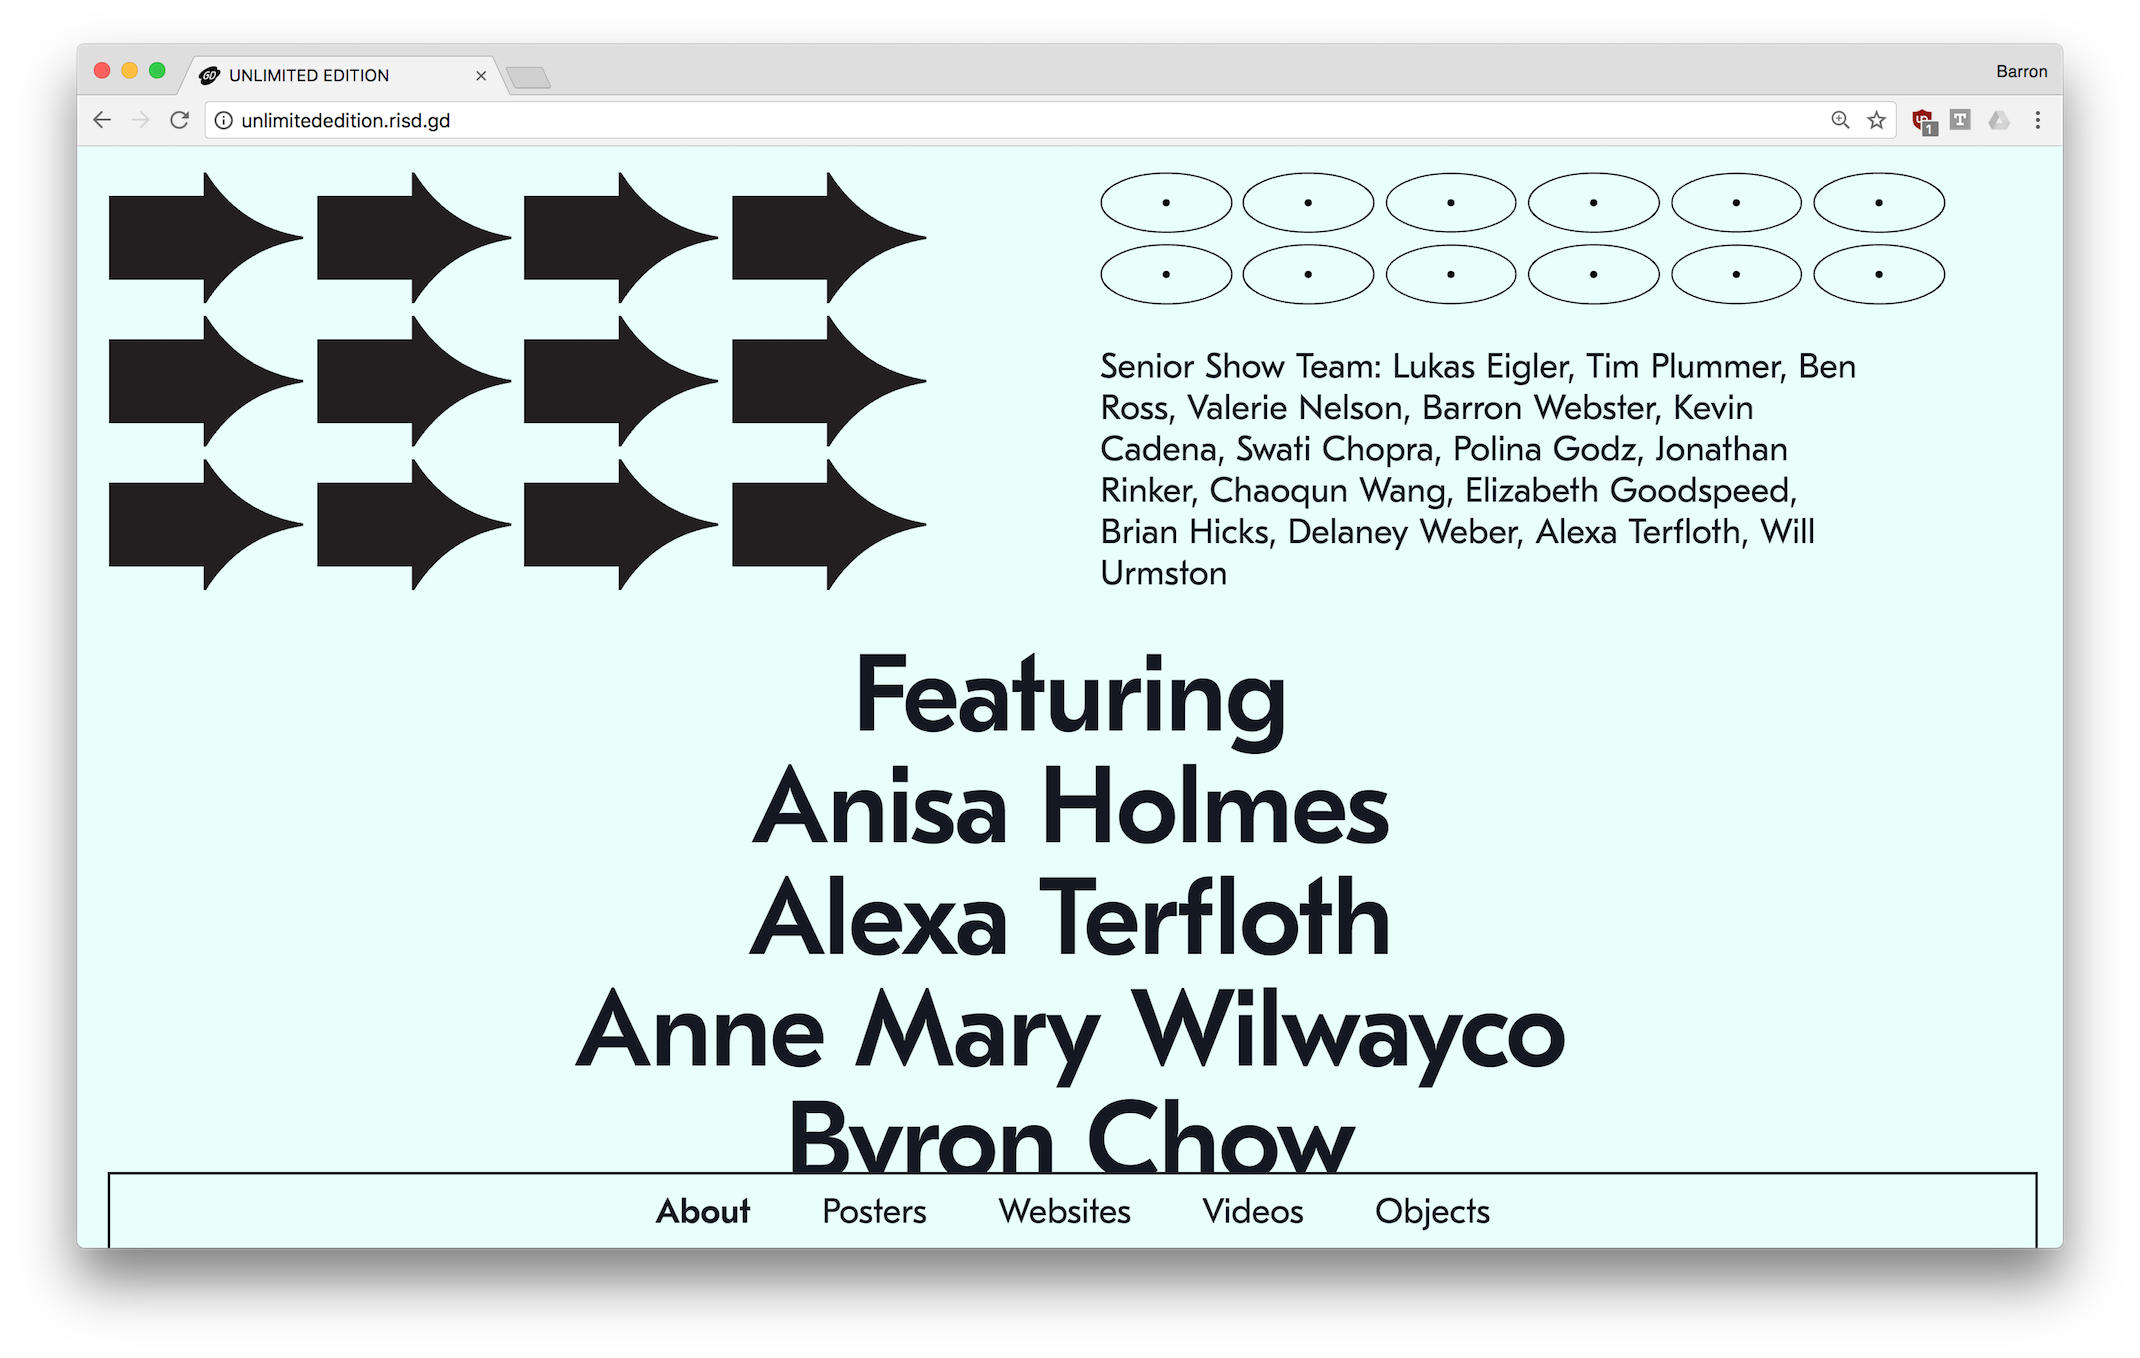 UNLIMITED EDITION
Barron
unlimitededition.risd.gd
1
Senior Show Team: Lukas Eigler, Tim Plummer, Ben
Ross, Valerie Nelson, Barron Webster, Kevin
Cadena, Swati Chopra, Polina Godz, Jonathan
Rinker, Chaoqun Wang, Elizabeth Goodspeed,
Brian Hicks, Delaney Weber, Alexa Terfloth, Will
Urmston
Featuring
Anisa Holmes
Alexa Terfloth
Anne Mary Wilwayco
Byron Chow
About Posters Websites Videos Objects